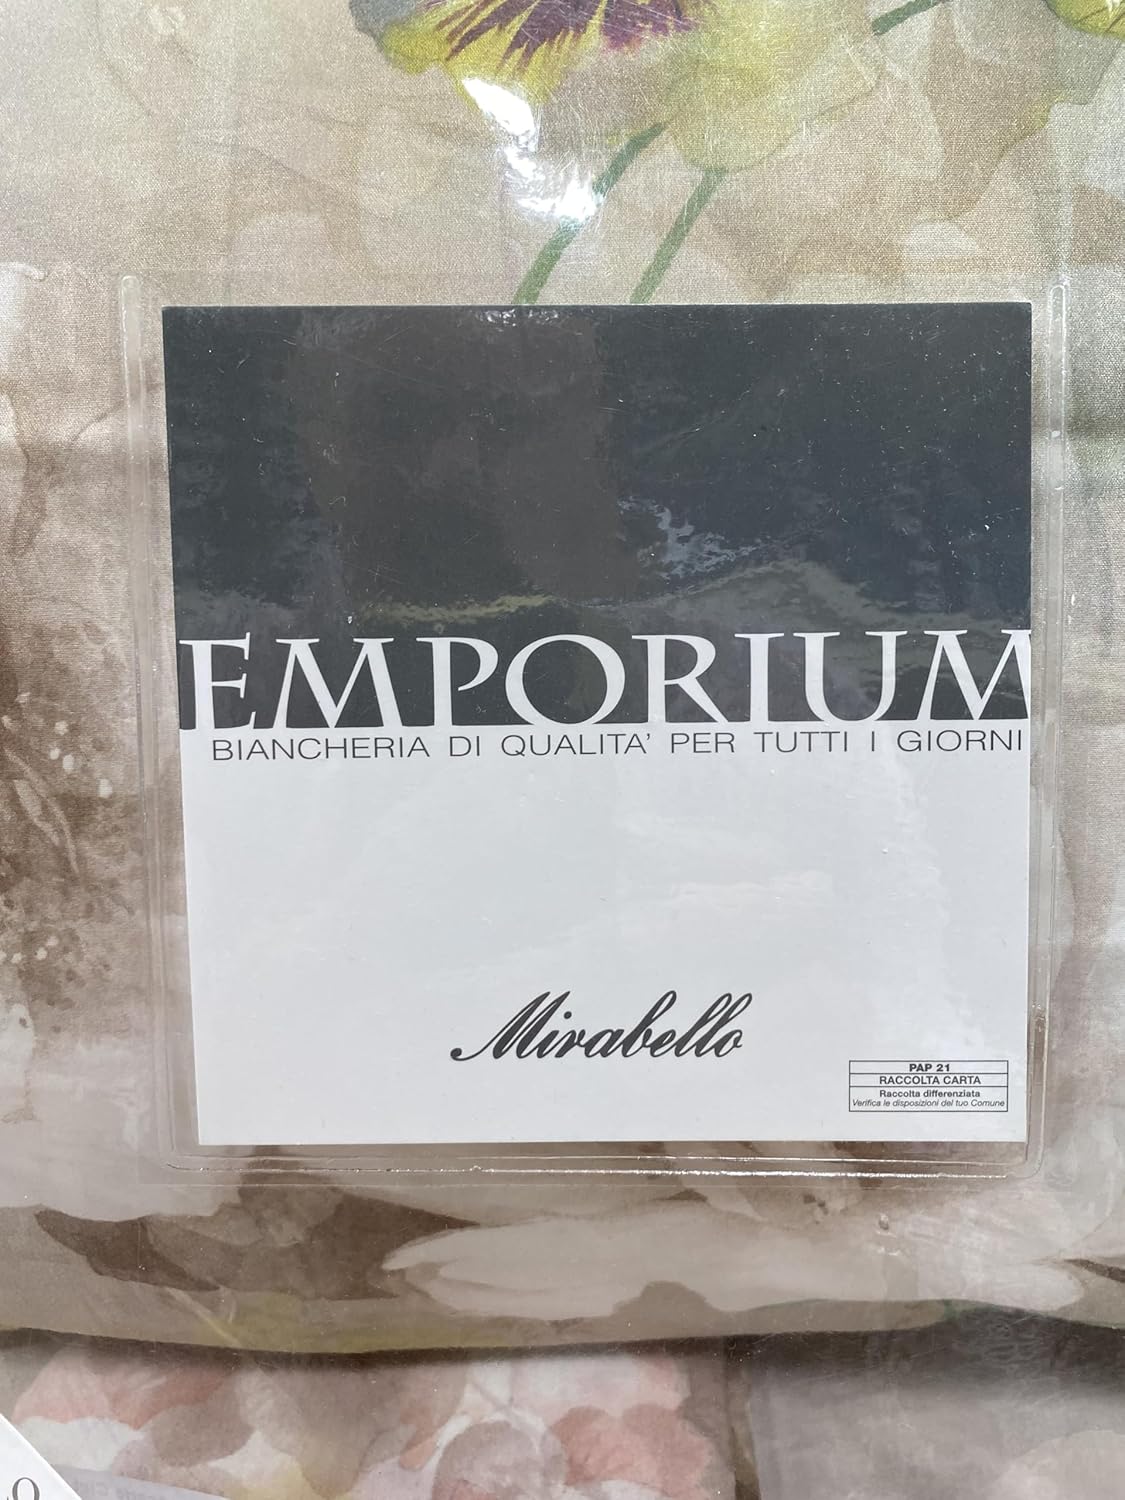 EMPORIUM
BIANCHERIA DI QUALITA' PER TUTTI I GIORNI
Mirabello
PAP 21
RACCOLTA CARTA
Raccolta differenziata
Verifica le disposizioni del tuo Comune